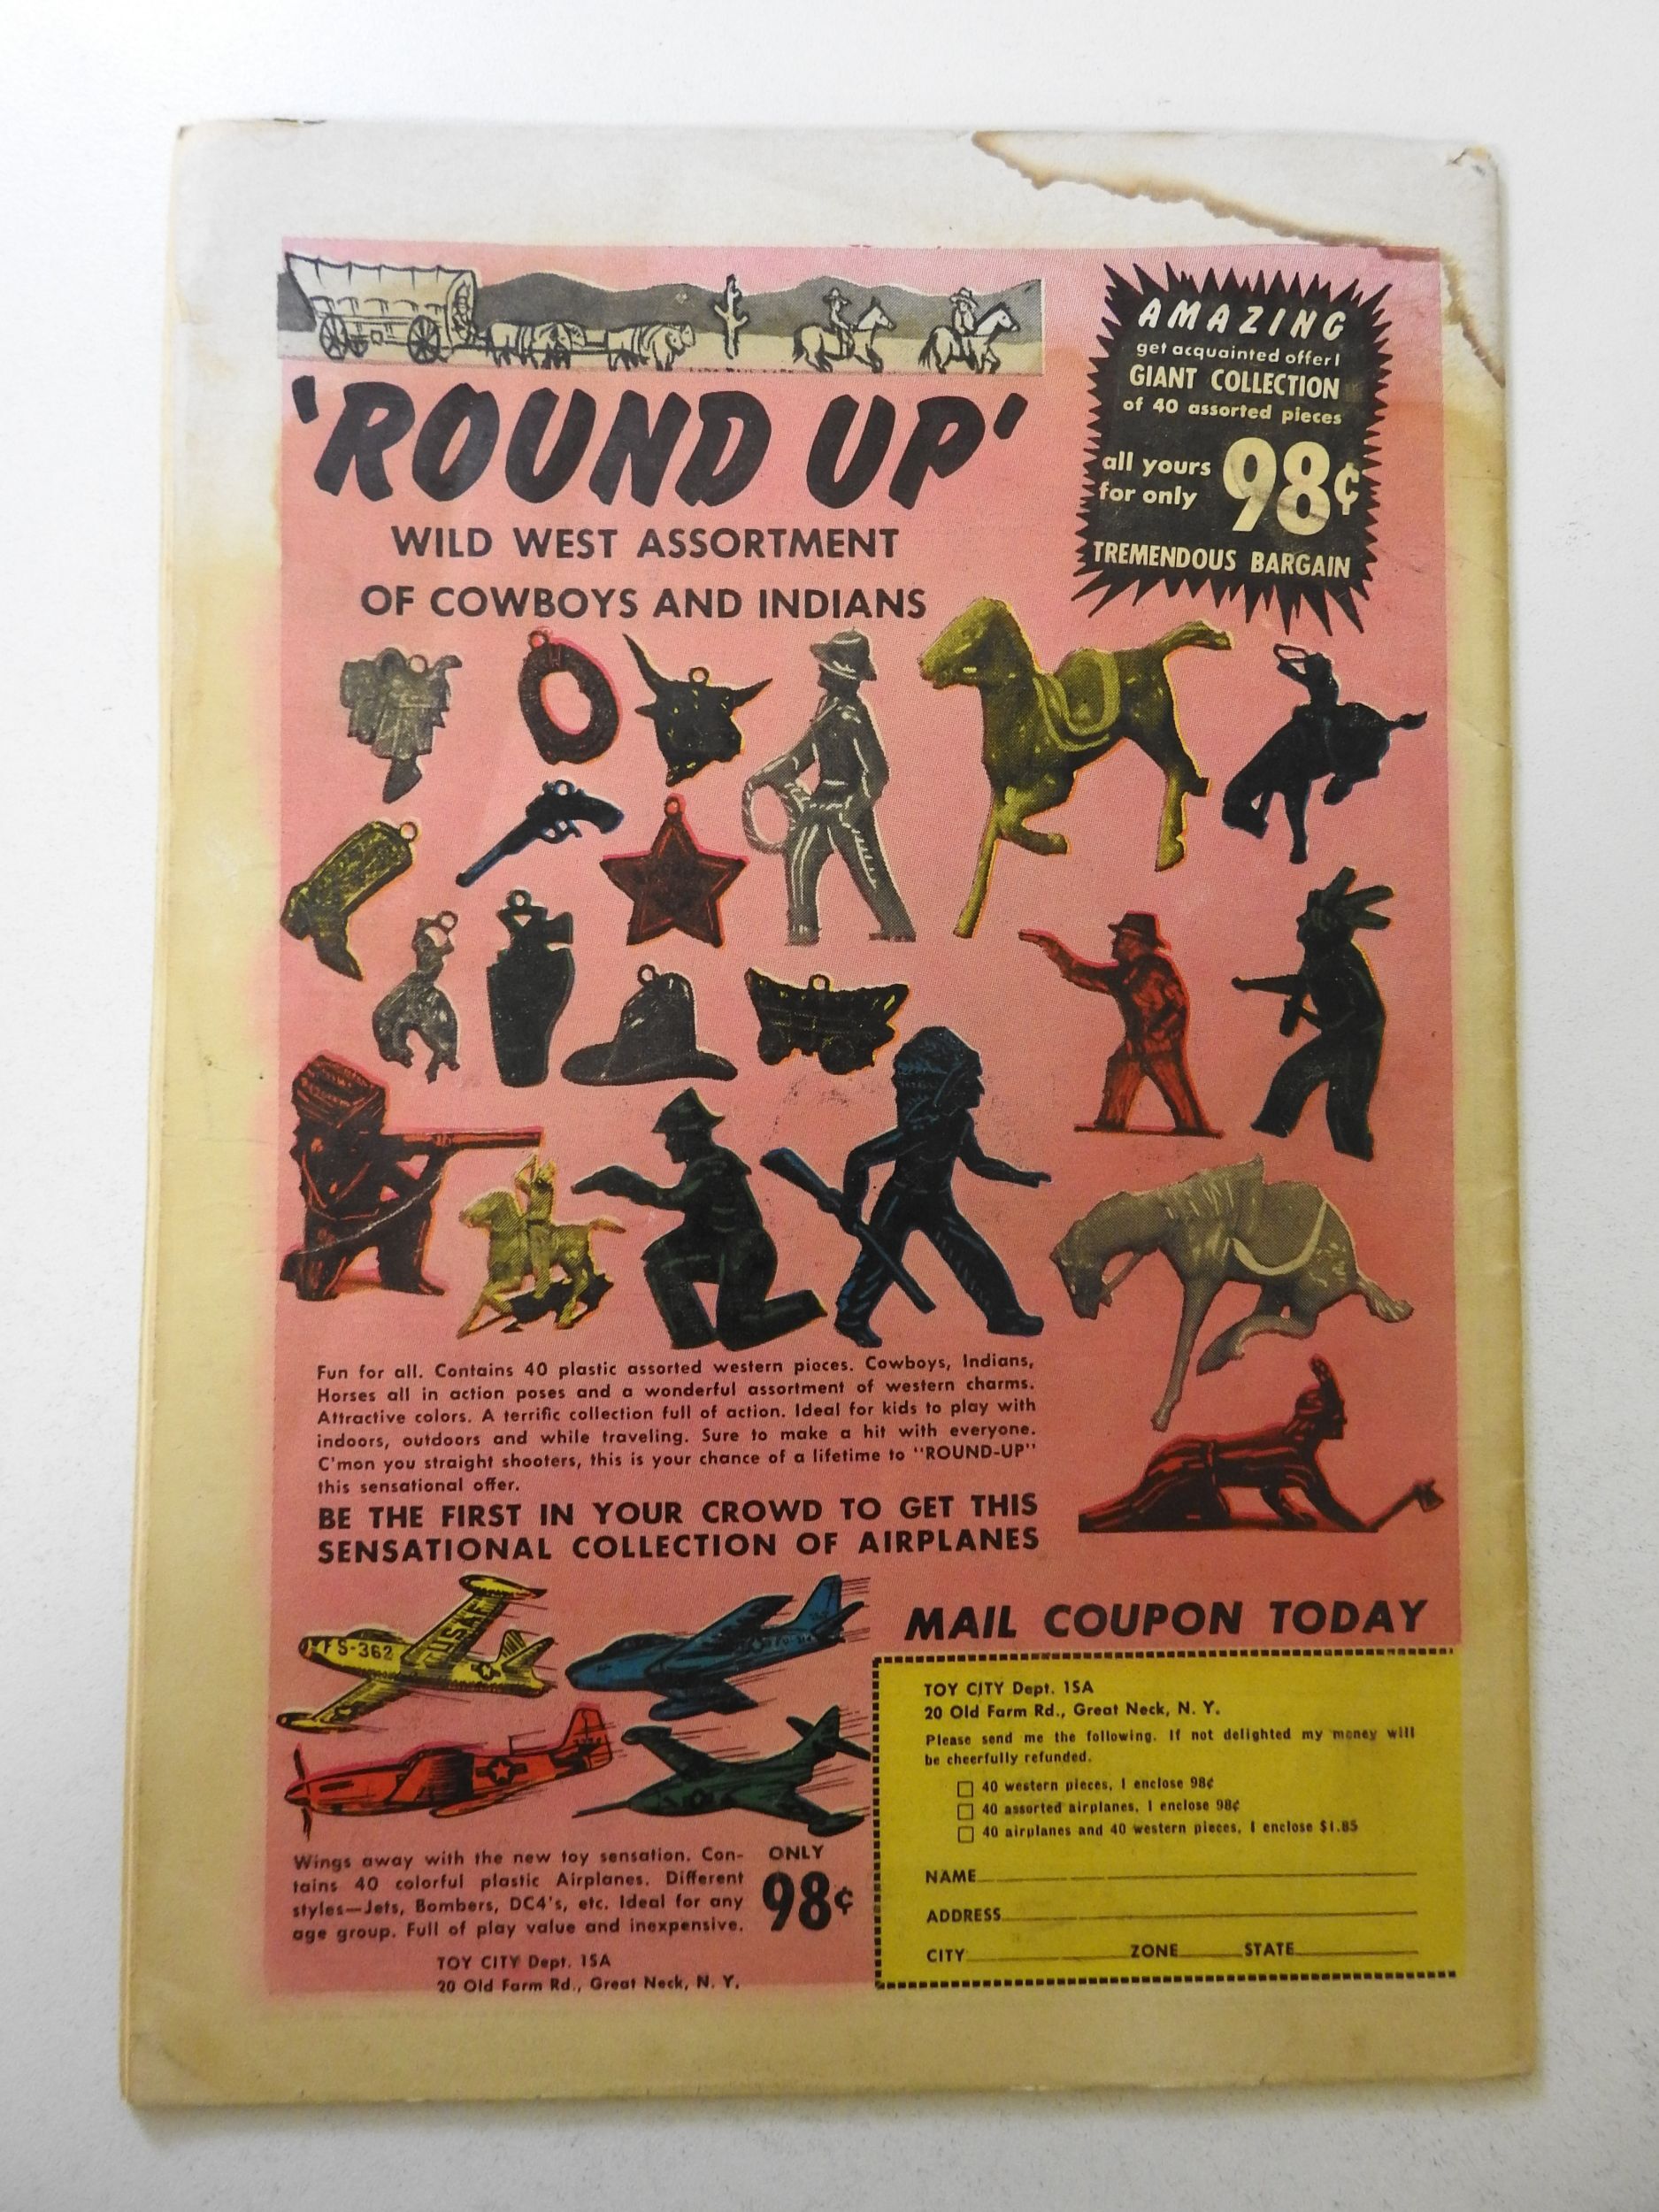 'ROUND UP'
WILD WEST ASSORTMENT
OF COWBOYS AND INDIANS
AMAZING
get acquainted offer!
GIANT COLLECTION
of 40 assorted pieces
all yours
for only
98¢
TREMENDOUS BARGAIN
Fun for all. Contains 40 plastic assorted western pieces. Cowboys, Indians,
Horses all in action poses and a wonderful assortment of western charms.
Attractive colors. A terrific collection full of action. Ideal for kids to play with
indoors, outdoors and while traveling. Sure to make a hit with everyone.
C'mon you straight shooters, this is your chance of a lifetime to "ROUND-UP"
this sensational offer.
BE THE FIRST IN YOUR CROWD TO GET THIS
SENSATIONAL COLLECTION OF AIRPLANES
FS-362
USAF
Wings away with the new toy sensation. Con-
tains 40 colorful plastic Airplanes. Different
styles—Jets, Bombers, DC4's, etc. Ideal for any
age group. Full of play value and inexpensive.
ONLY
98¢
TOY CITY Dept. 1SA
20 Old Farm Rd., Great Neck, N. Y.
MAIL COUPON TODAY
TOY CITY Dept. 1SA
20 Old Farm Rd., Great Neck, N. Y.
Please send me the following. If not delighted my money will
be cheerfully refunded.
40 western pieces, I enclose 98¢
40 assorted airplanes, I enclose 98¢
40 airplanes and 40 western pieces, I enclose $1.85
NAME
ADDRESS
CITY ZONE STATE